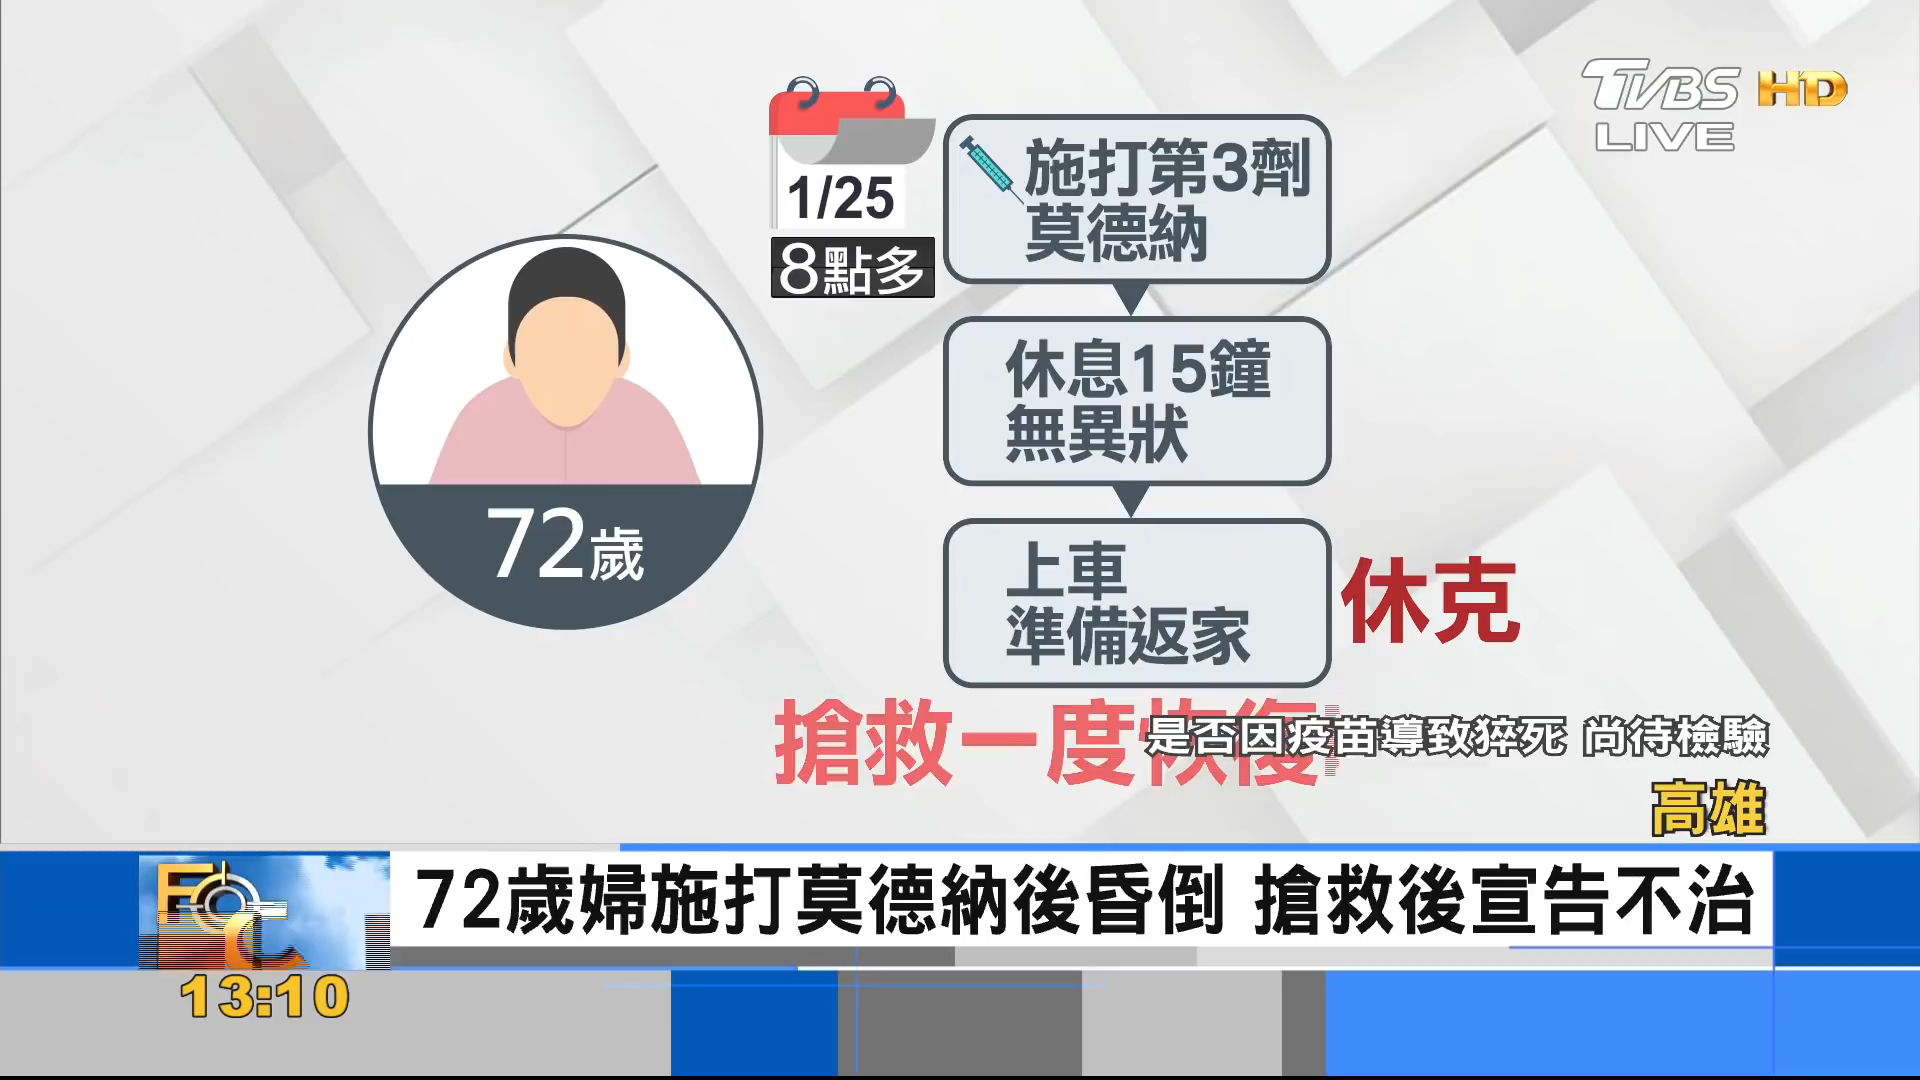 TVBS HD
LIVE
1/25
8點多
施打第3劑
莫德納
休息15鐘
無異狀
72歲
上車
準備返家
休克
搶救一度恢復
是否因疫苗導致猝死 尚待檢驗
高雄
72歲婦施打莫德納後昏倒 搶救後宣告不治
13:10